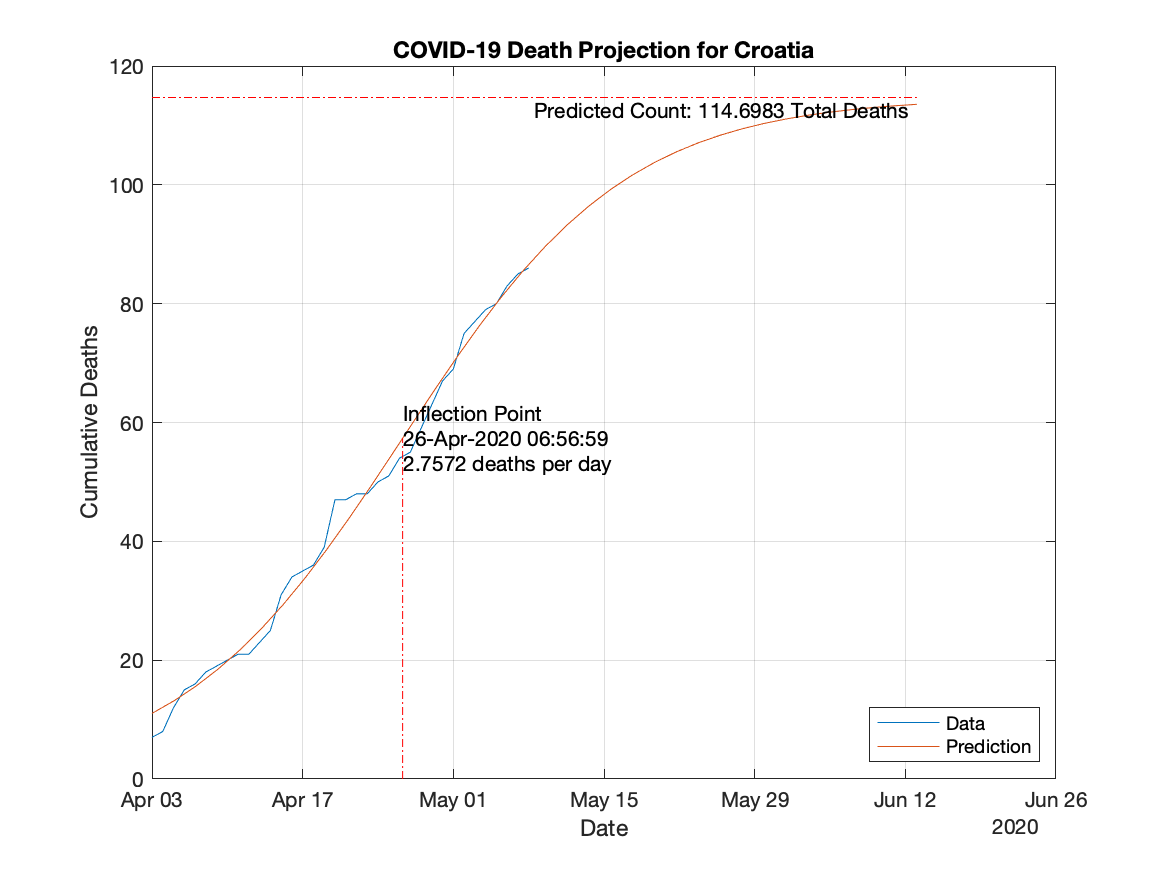 COVID-19 Death Projection for Croatia
120
100
80
60
40
20
0
Cumulative Deaths
Predicted Count: 114.6983 Total Deaths
Inflection Point
26-Apr-2020 06:56:59
2.7572 deaths per day
Data
Prediction
Apr 03 Apr 17 May 01 May 15 May 29 Jun 12 Jun 26
Date
2020